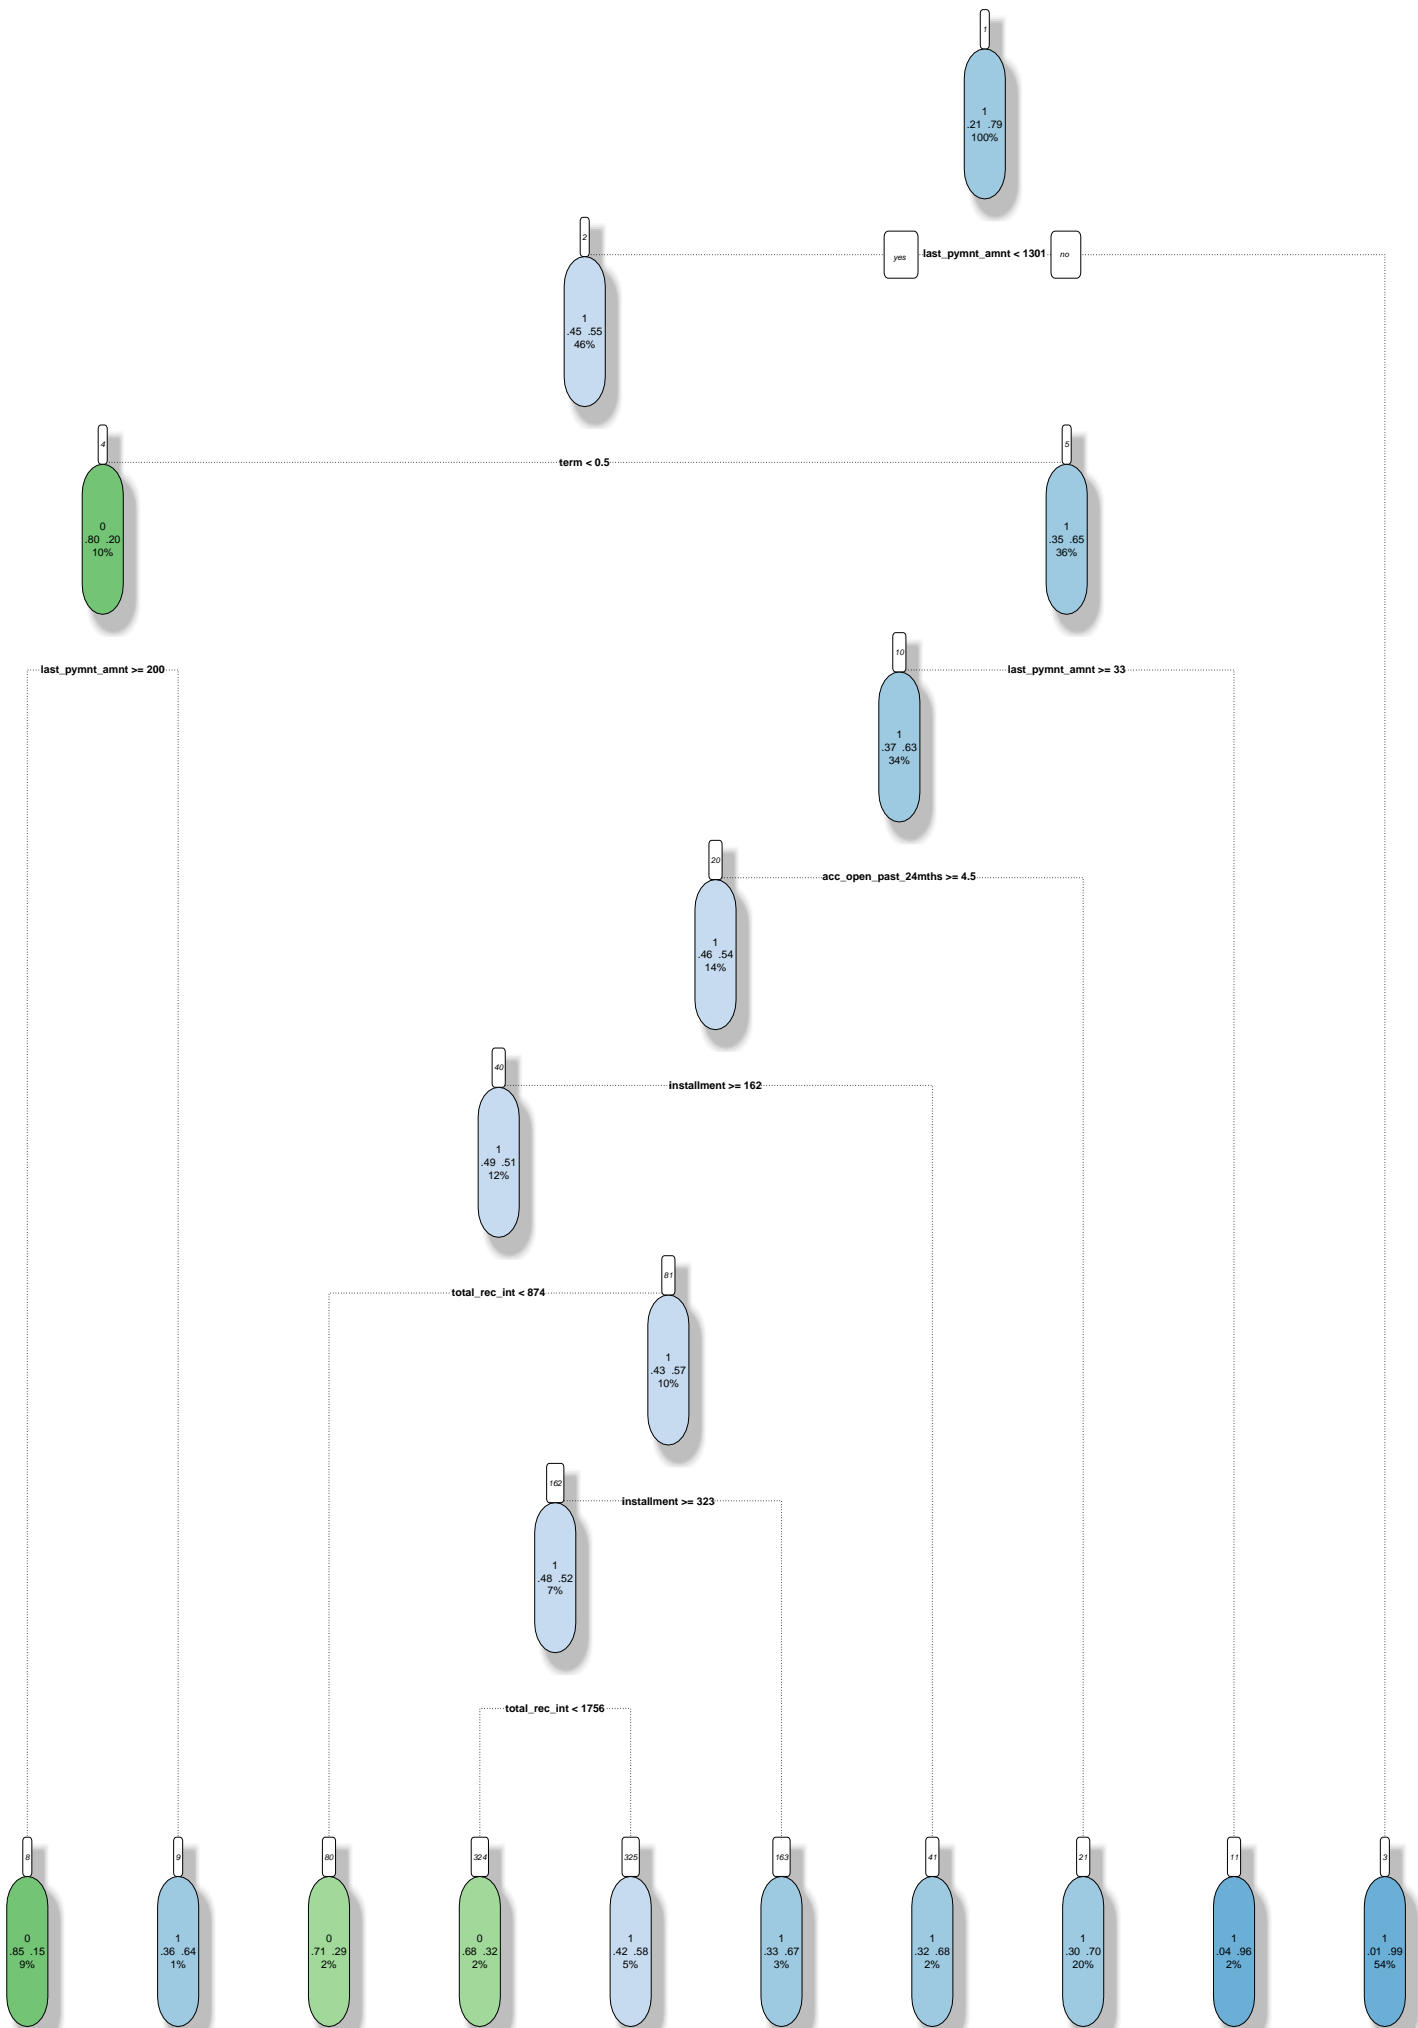 1
1
.21 .79
100%
2
yes last_pymnt_amnt < 1301 no
1
.45 .55
46%
4
term < 0.5
5
0
.80 .20
10%
1
.35 .65
36%
10
last_pymnt_amnt >= 200
last_pymnt_amnt >= 33
1
.37 .63
34%
20
acc_open_past_24mths >= 4.5
1
.46 .54
14%
40
installment >= 162
1
.49 .51
12%
81
total_rec_int < 874
1
.43 .57
10%
162
installment >= 323
1
.48 .52
7%
total_rec_int < 1756
8 9 80 324 325 163 41 21 11 3
0 1 0 0 1 1 1 1 1 1
.85 .15 .36 .64 .71 .29 .68 .32 .42 .58 .33 .67 .32 .68 .30 .70 .04 .96 .01 .99
9% 1% 2% 2% 5% 3% 2% 20% 2% 54%